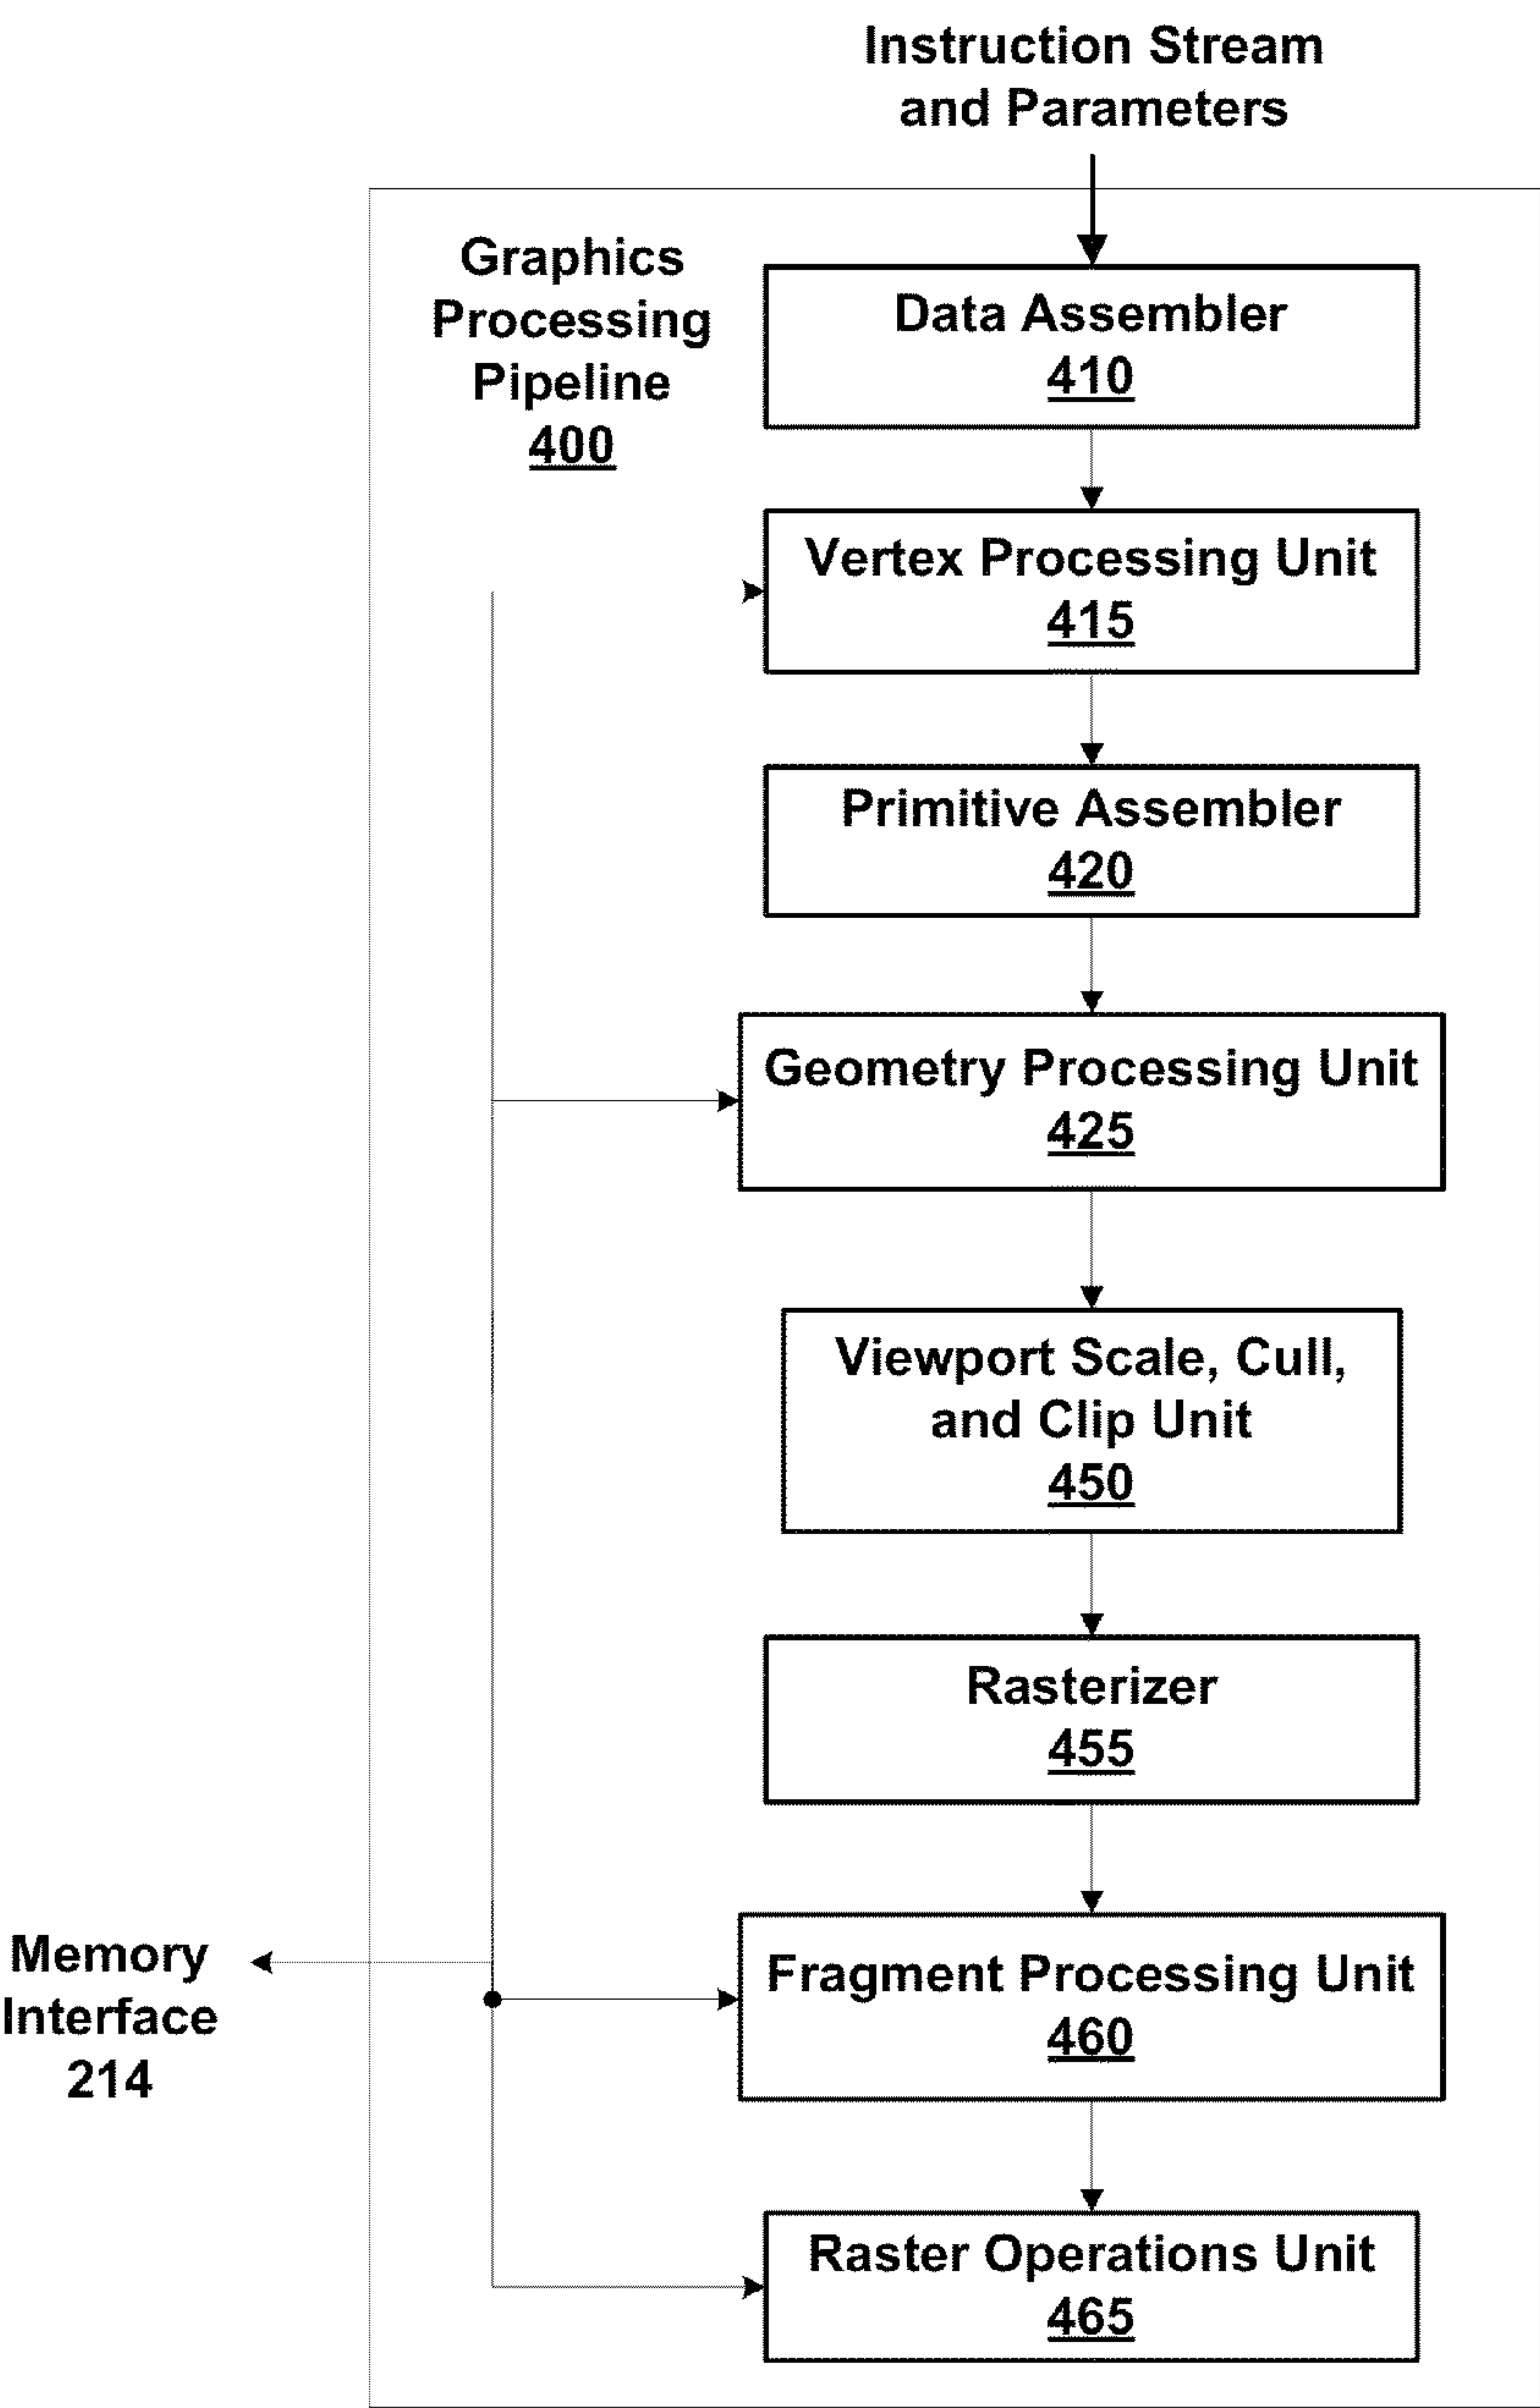 Instruction Stream
and Parameters
Graphics
Processing
Pipeline
400
Data Assembler
410
Vertex Processing Unit
415
Primitive Assembler
420
Geometry Processing Unit
425
Viewport Scale, Cull,
and Clip Unit
450
Rasterizer
455
Memory
Interface
214
Fragment Processing Unit
460
Raster Operations Unit
465